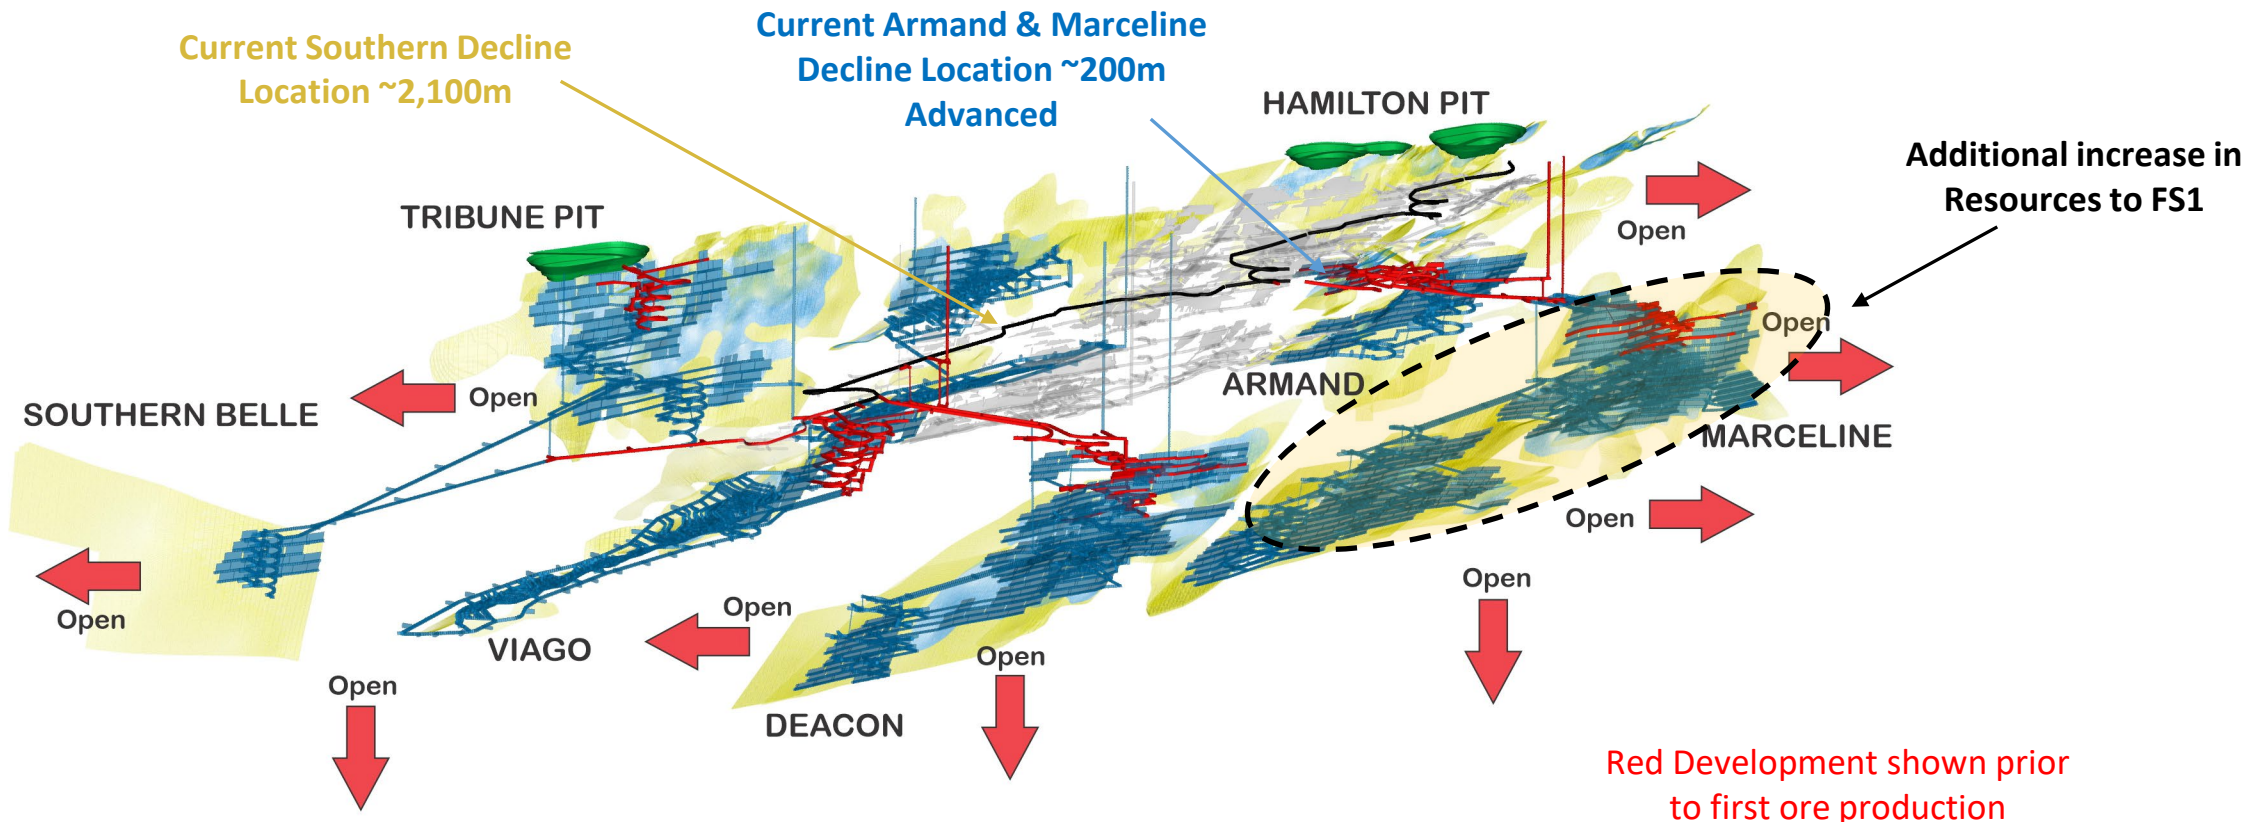 Current Southern Decline
Location ~2,100m
Current Armand & Marceline
Decline Location ~200m
Advanced
HAMILTON PIT
Additional increase in
Resources to FS1
TRIBUNE PIT
Open
Open
Open
SOUTHERN BELLE
ARMAND
MARCELINE
Open
Open
Open
Open
VIAGO
Open
Open
DEACON
Red Development shown prior
to first ore production